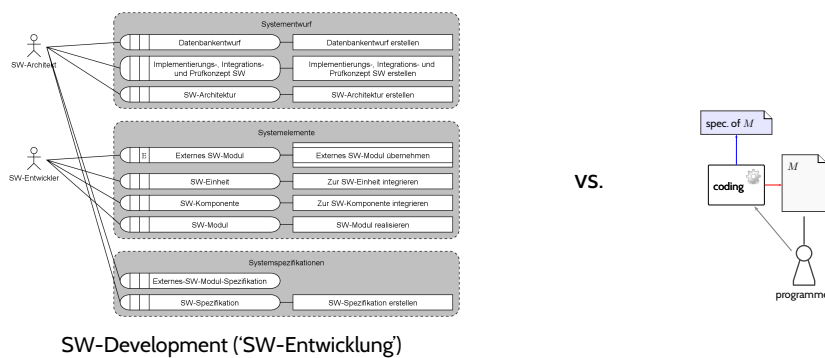 Systementwurf
SW-Architekt
Datenbankentwurf
Datenbankentwurf erstellen
Implementierungs-, Integrations-
und Prüfkonzept SW
Implementierungs-, Integrations- und
Prüfkonzept SW erstellen
SW-Architektur
SW-Architektur erstellen
Systemelemente
SW-Entwickler
E
Externes SW-Modul
Externes SW-Modul übernehmen
SW-Einheit
Zur SW-Einheit integrieren
SW-Komponente
Zur SW-Komponente integrieren
SW-Modul
SW-Modul realisieren
Systemspezifikationen
Externes-SW-Modul-Spezifikation
SW-Spezifikation
SW-Spezifikation erstellen
SW-Development (‘SW-Entwicklung’)
vs.
spec. of M
coding
M
programme